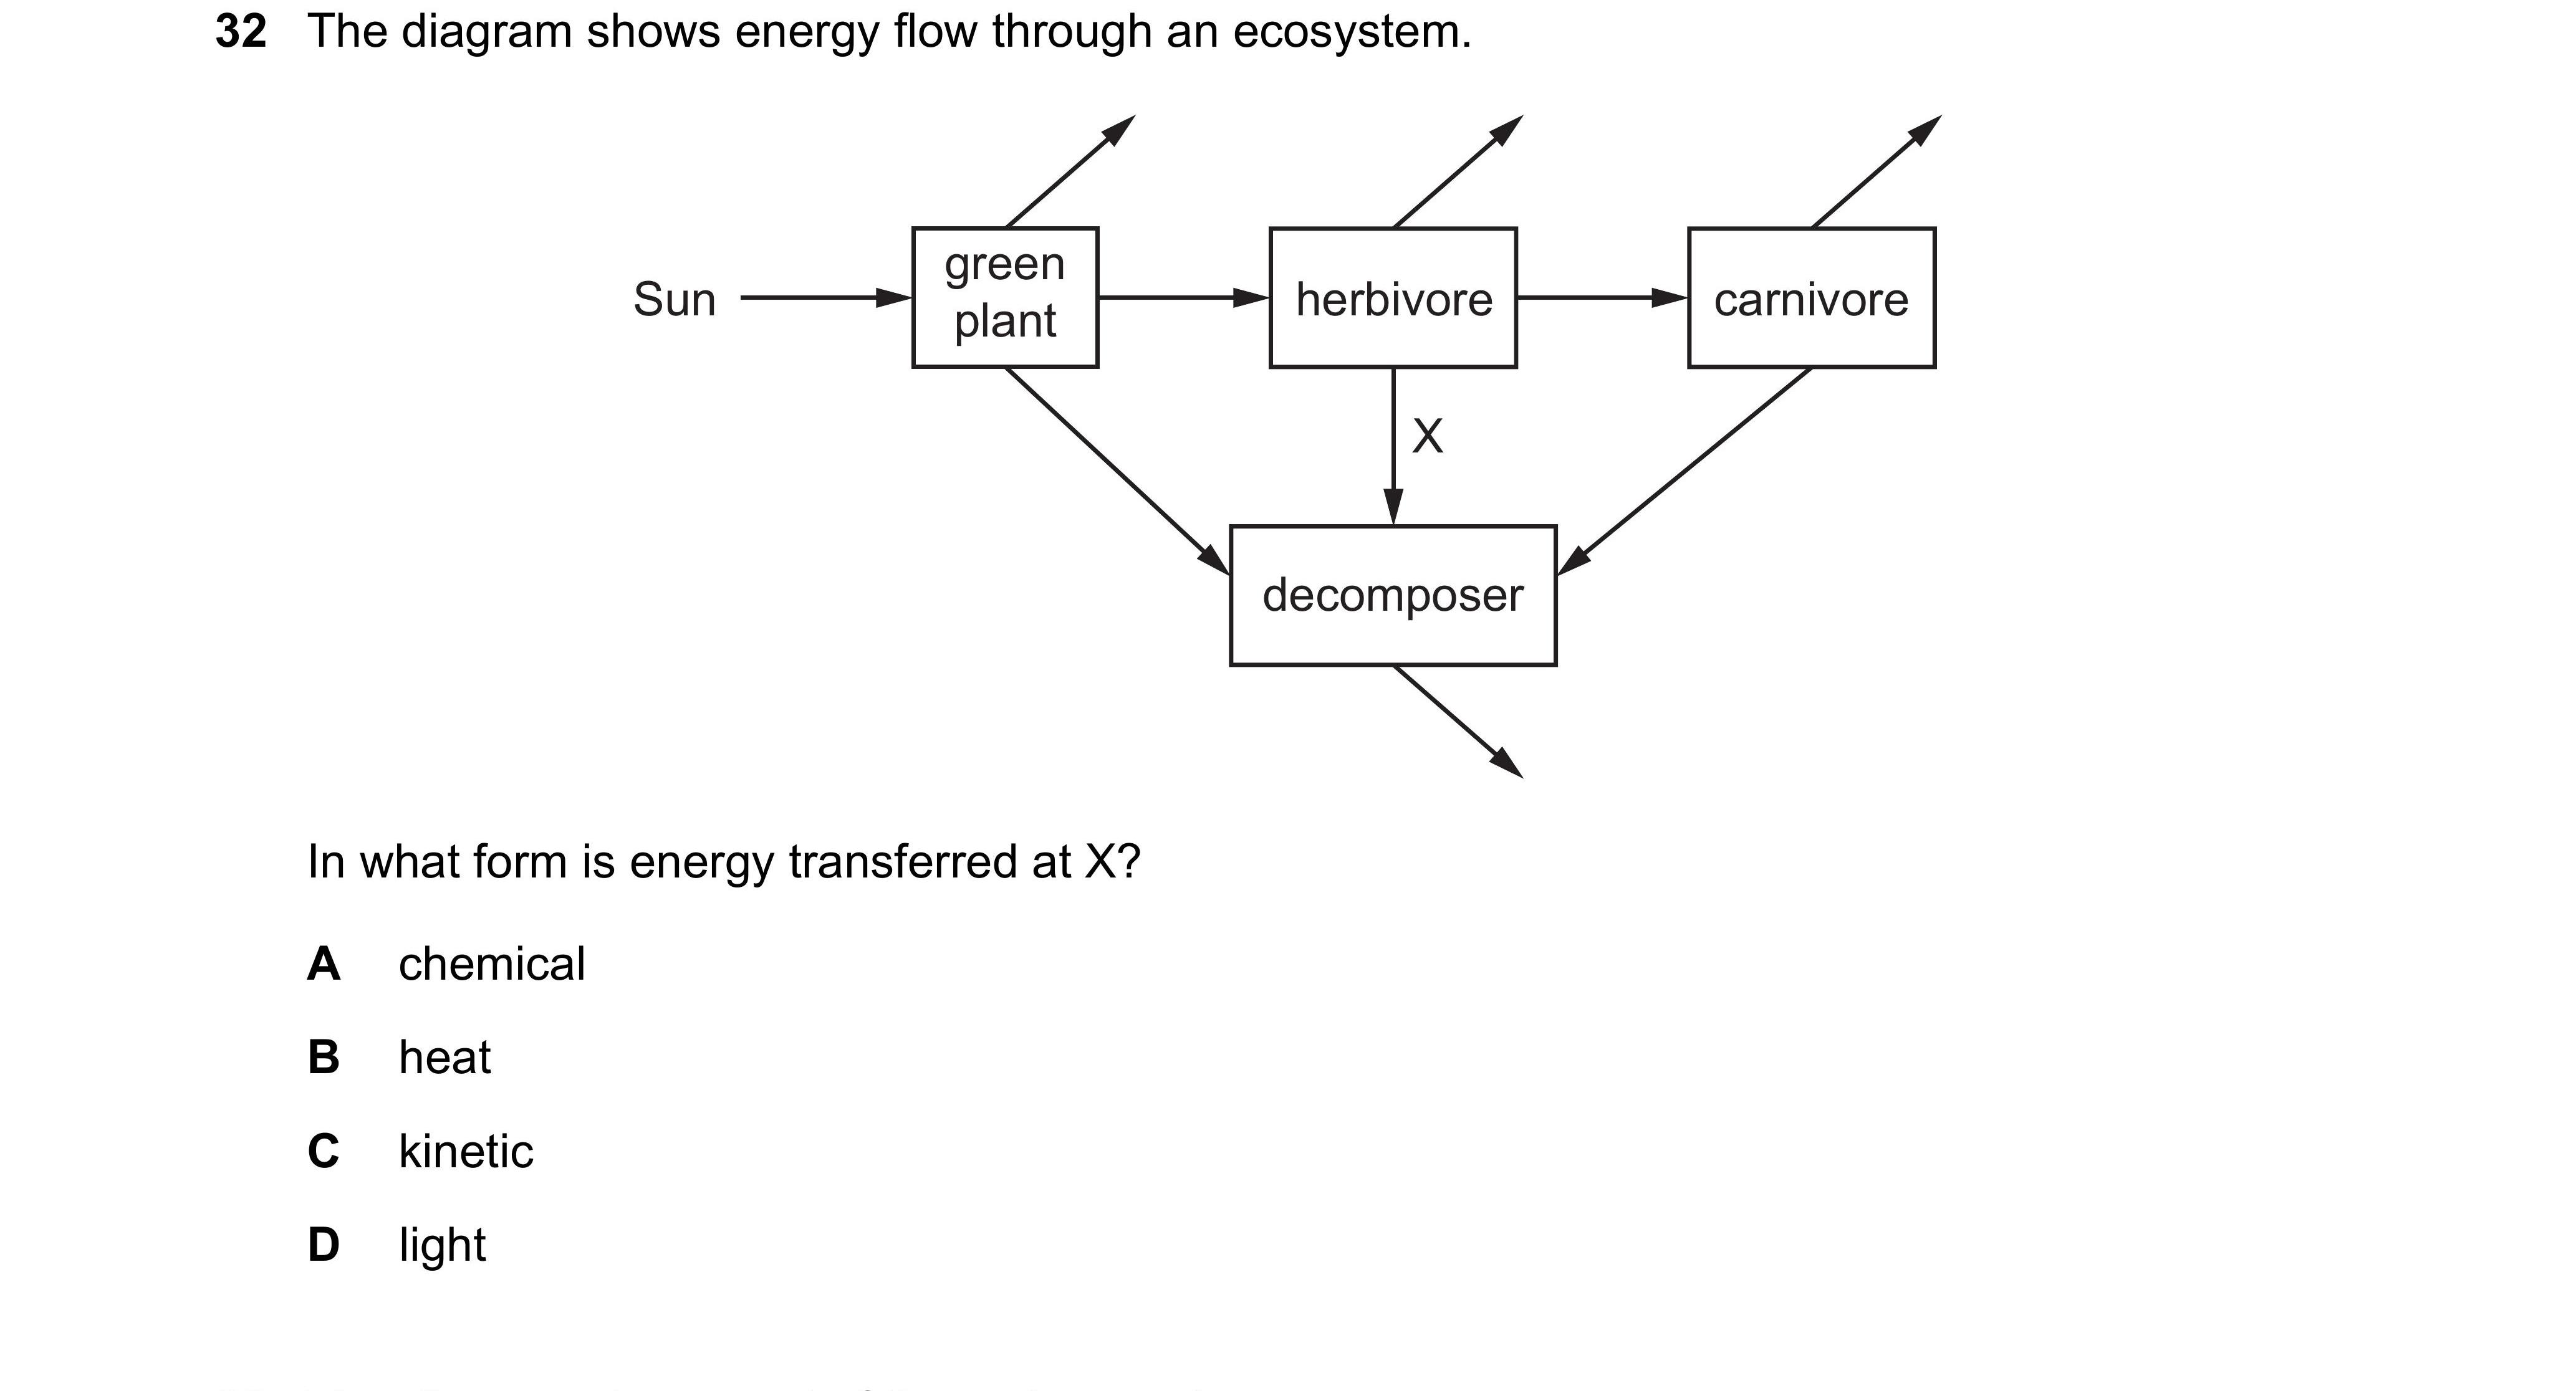 32 The diagram shows energy flow through an ecosystem.
Sun
green
plant
herbivore
carnivore
X
decomposer
In what form is energy transferred at X?
A chemical
B heat
C kinetic
D light